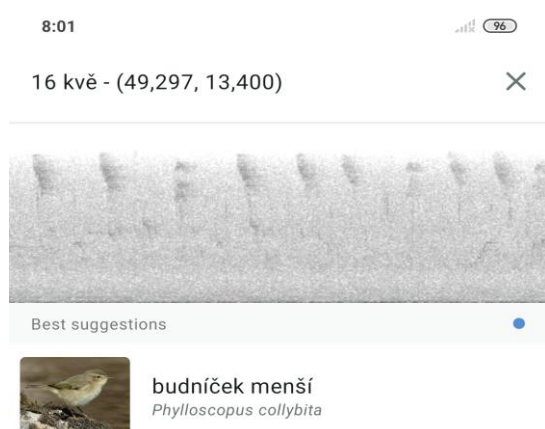 8:01
96
16 kvě - (49,297, 13,400)
Best suggestions
budníček menší
Phylloscopus collybita